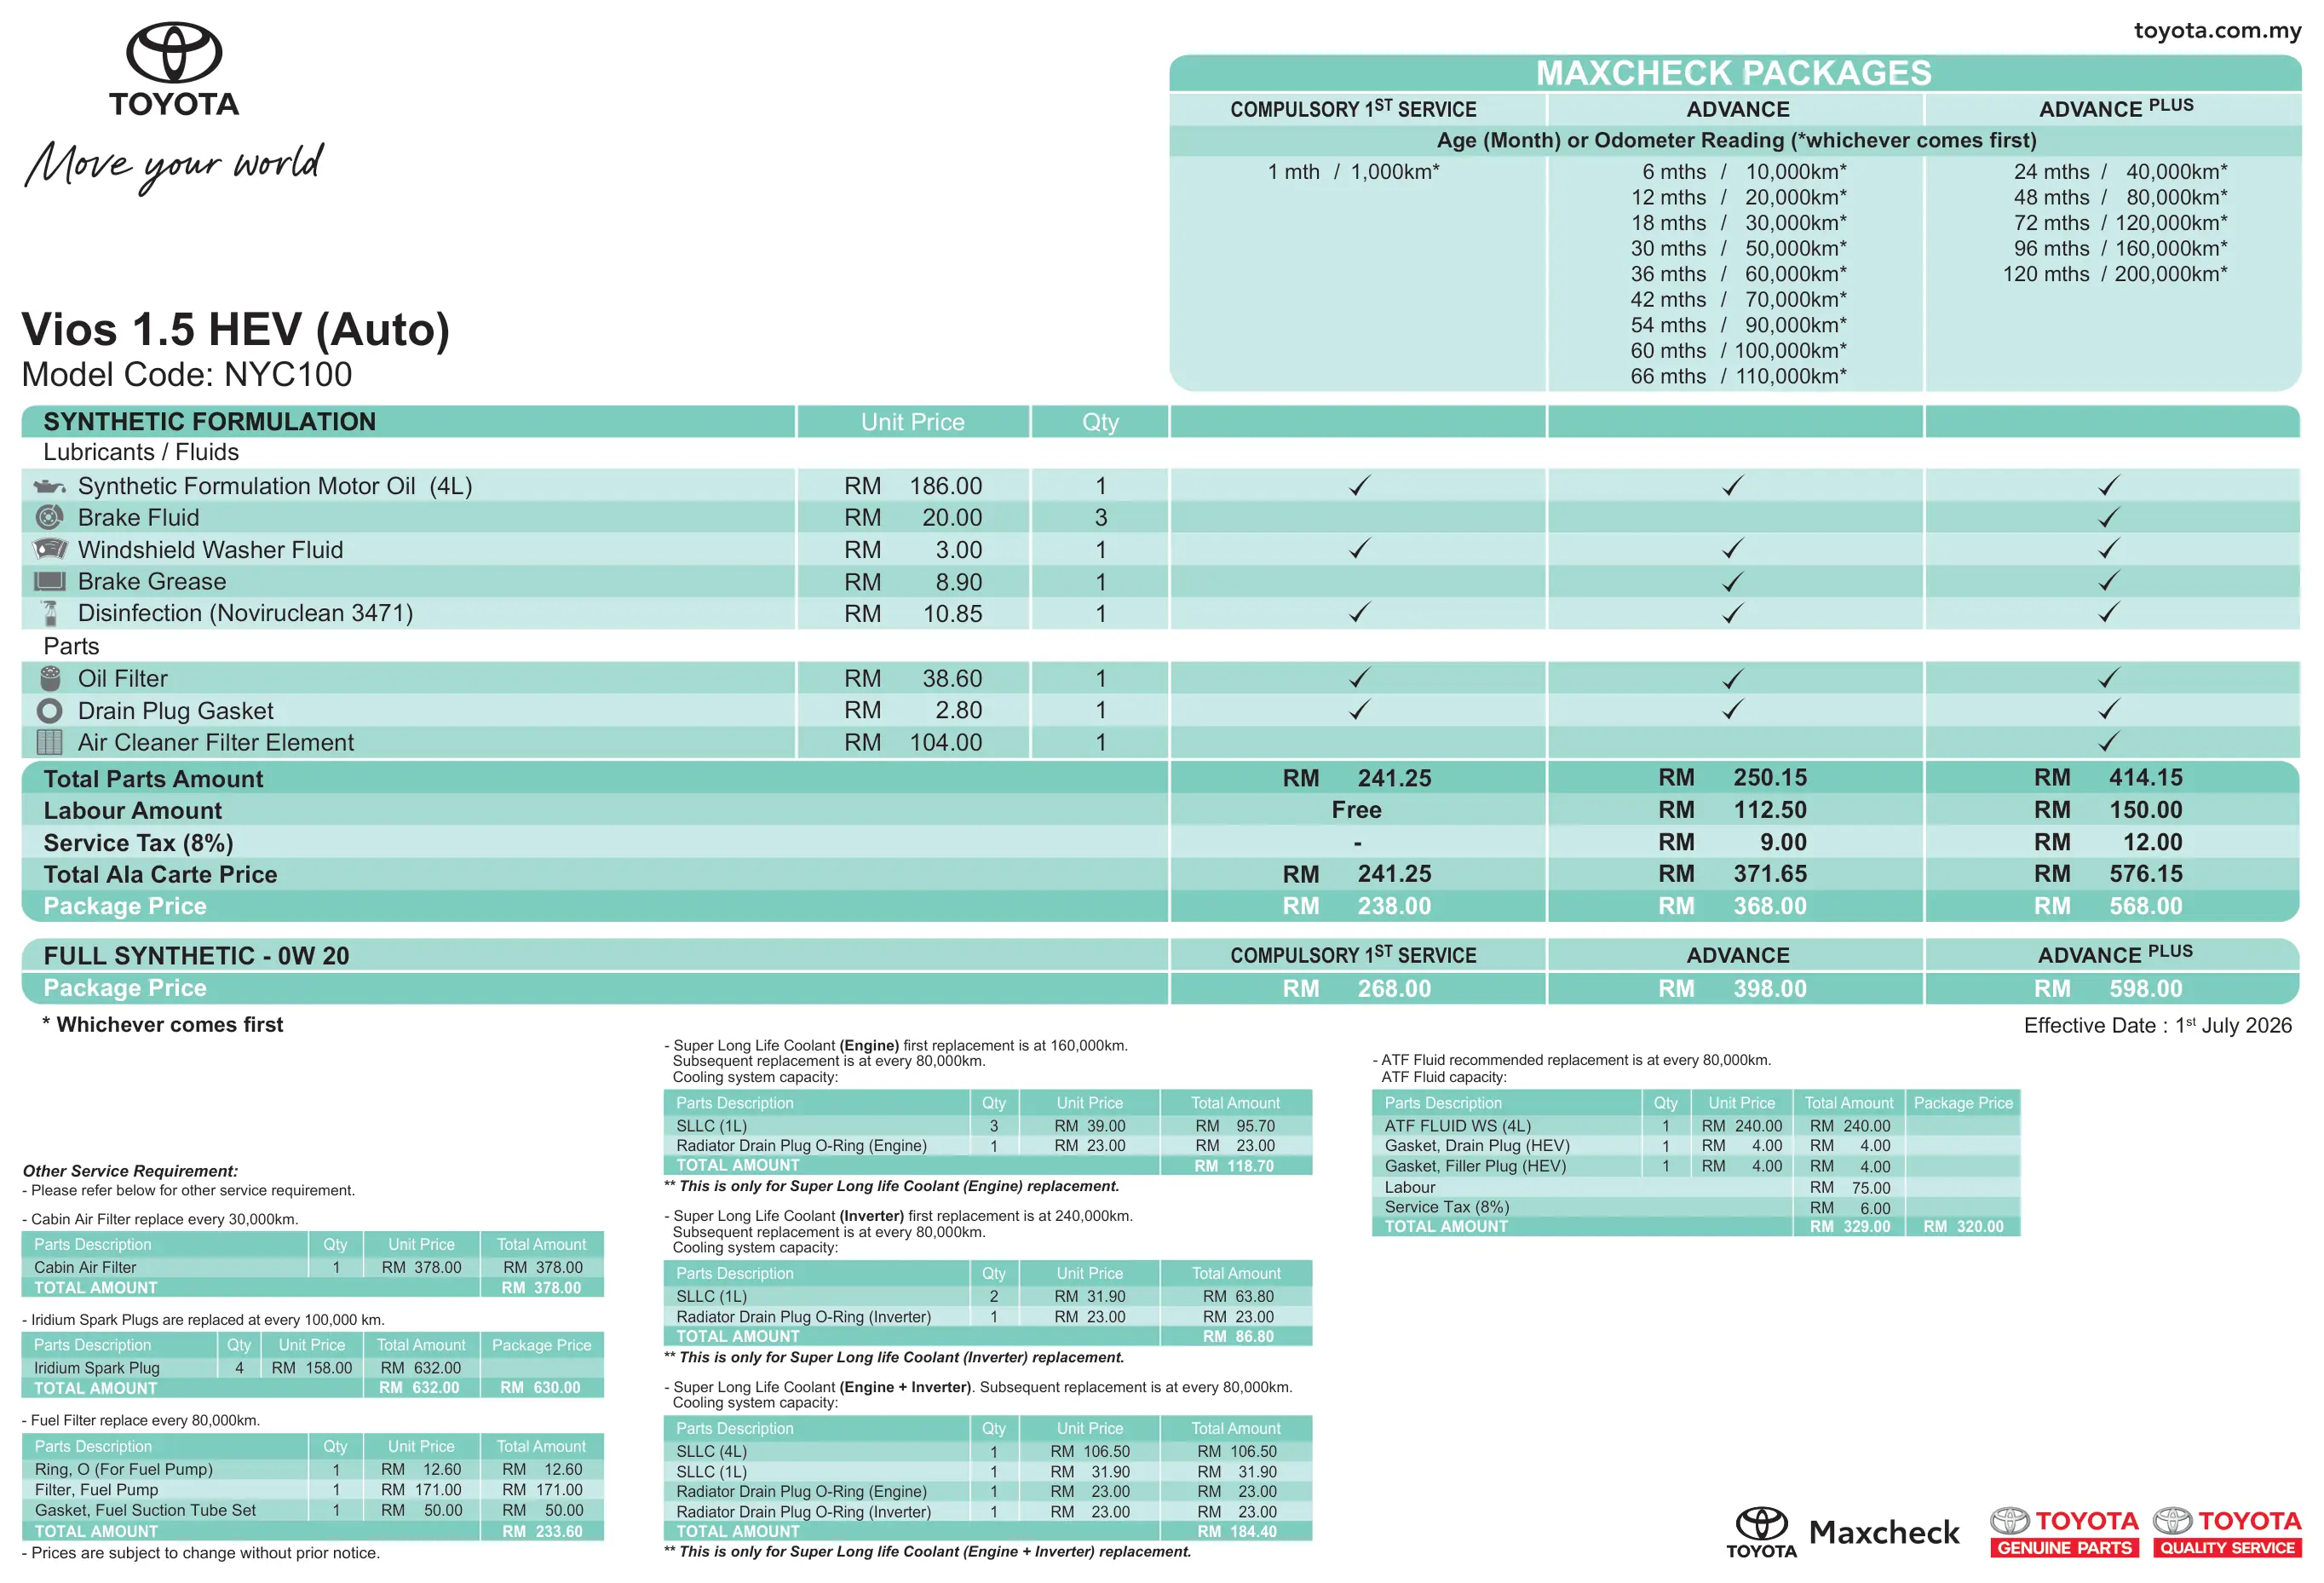 toyota.com.my
TOYOTA
Move your world
MAXCHECK PACKAGES
COMPULSORY 1ST SERVICE ADVANCE ADVANCE PLUS
Age (Month) or Odometer Reading (*whichever comes first)
1 mth / 1,000km* 6 mths / 10,000km* 24 mths / 40,000km*
12 mths / 20,000km* 48 mths / 80,000km*
18 mths / 30,000km* 72 mths / 120,000km*
30 mths / 50,000km* 96 mths / 160,000km*
36 mths / 60,000km* 120 mths / 200,000km*
42 mths / 70,000km*
54 mths / 90,000km*
60 mths / 100,000km*
66 mths / 110,000km*
Vios 1.5 HEV (Auto)
Model Code: NYC100
SYNTHETIC FORMULATION Unit Price Qty
Lubricants / Fluids
Synthetic Formulation Motor Oil (4L) RM 186.00 1 ✓ ✓ ✓
Brake Fluid RM 20.00 3 ✓
Windshield Washer Fluid RM 3.00 1 ✓ ✓ ✓
Brake Grease RM 8.90 1 ✓ ✓
Disinfection (Noviruclean 3471) RM 10.85 1 ✓ ✓ ✓
Parts
Oil Filter RM 38.60 1 ✓ ✓ ✓
Drain Plug Gasket RM 2.80 1 ✓ ✓ ✓
Air Cleaner Filter Element RM 104.00 1 ✓
Total Parts Amount RM 241.25 RM 250.15 RM 414.15
Labour Amount Free RM 112.50 RM 150.00
Service Tax (8%) - RM 9.00 RM 12.00
Total Ala Carte Price RM 241.25 RM 371.65 RM 576.15
Package Price RM 238.00 RM 368.00 RM 568.00
FULL SYNTHETIC - 0W 20 COMPULSORY 1ST SERVICE ADVANCE ADVANCE PLUS
Package Price RM 268.00 RM 398.00 RM 598.00
* Whichever comes first
Effective Date : 1st July 2026
Other Service Requirement:
- Please refer below for other service requirement.
- Cabin Air Filter replace every 30,000km.
Parts Description Qty Unit Price Total Amount
Cabin Air Filter 1 RM 378.00 RM 378.00
TOTAL AMOUNT RM 378.00
- Iridium Spark Plugs are replaced at every 100,000 km.
Parts Description Qty Unit Price Total Amount Package Price
Iridium Spark Plug 4 RM 158.00 RM 632.00
TOTAL AMOUNT RM 632.00 RM 630.00
- Fuel Filter replace every 80,000km.
Parts Description Qty Unit Price Total Amount
Ring, O (For Fuel Pump) 1 RM 12.60 RM 12.60
Filter, Fuel Pump 1 RM 171.00 RM 171.00
Gasket, Fuel Suction Tube Set 1 RM 50.00 RM 50.00
TOTAL AMOUNT RM 233.60
- Prices are subject to change without prior notice.
- Super Long Life Coolant (Engine) first replacement is at 160,000km.
Subsequent replacement is at every 80,000km.
Cooling system capacity:
Parts Description Qty Unit Price Total Amount
SLLC (1L) 3 RM 39.00 RM 95.70
Radiator Drain Plug O-Ring (Engine) 1 RM 23.00 RM 23.00
TOTAL AMOUNT RM 118.70
** This is only for Super Long life Coolant (Engine) replacement.
- Super Long Life Coolant (Inverter) first replacement is at 240,000km.
Subsequent replacement is at every 80,000km.
Cooling system capacity:
Parts Description Qty Unit Price Total Amount
SLLC (1L) 2 RM 31.90 RM 63.80
Radiator Drain Plug O-Ring (Inverter) 1 RM 23.00 RM 23.00
TOTAL AMOUNT RM 86.80
** This is only for Super Long life Coolant (Inverter) replacement.
- Super Long Life Coolant (Engine + Inverter). Subsequent replacement is at every 80,000km.
Cooling system capacity:
Parts Description Qty Unit Price Total Amount
SLLC (4L) 1 RM 106.50 RM 106.50
SLLC (1L) 1 RM 31.90 RM 31.90
Radiator Drain Plug O-Ring (Engine) 1 RM 23.00 RM 23.00
Radiator Drain Plug O-Ring (Inverter) 1 RM 23.00 RM 23.00
TOTAL AMOUNT RM 184.40
** This is only for Super Long life Coolant (Engine + Inverter) replacement.
- ATF Fluid recommended replacement is at every 80,000km.
ATF Fluid capacity:
Parts Description Qty Unit Price Total Amount Package Price
ATF FLUID WS (4L) 1 RM 240.00 RM 240.00
Gasket, Drain Plug (HEV) 1 RM 4.00 RM 4.00
Gasket, Filler Plug (HEV) 1 RM 4.00 RM 4.00
Labour RM 75.00
Service Tax (8%) RM 6.00
TOTAL AMOUNT RM 329.00 RM 320.00
TOYOTA Maxcheck
TOYOTA GENUINE PARTS
TOYOTA QUALITY SERVICE